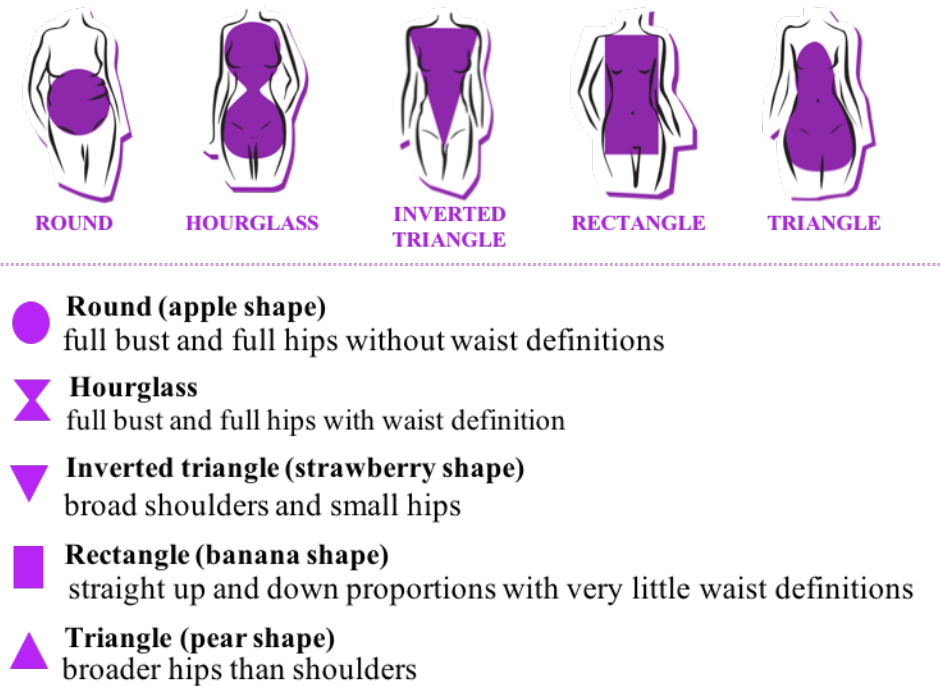 ROUND
HOURGLASS
INVERTED
TRIANGLE
RECTANGLE
TRIANGLE
Round (apple shape)
full bust and full hips without waist definitions
Hourglass
full bust and full hips with waist definition
Inverted triangle (strawberry shape)
broad shoulders and small hips
Rectangle (banana shape)
straight up and down proportions with very little waist definitions
Triangle (pear shape)
broader hips than shoulders